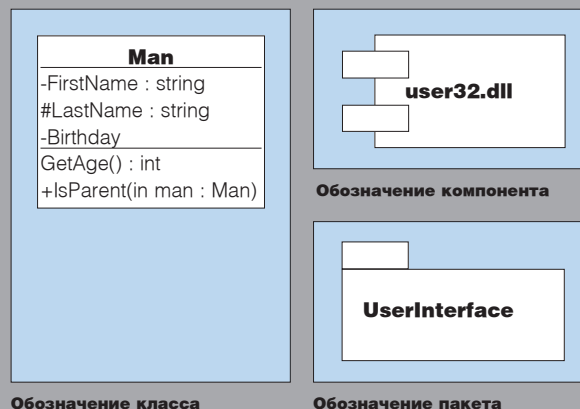 Man
-FirstName : string
#LastName : string
-Birthday
GetAge() : int
+IsParent(in man : Man)
Обозначение класса
user32.dll
Обозначение компонента
UserInterface
Обозначение пакета